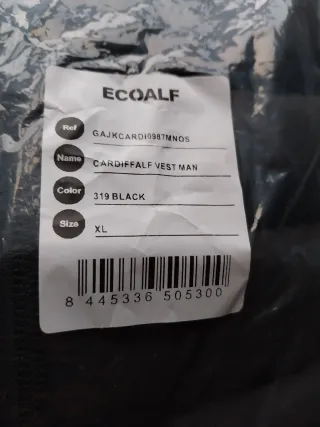 ECOALF
Ref GAJKCARDI0987MNOS
Name CARDIFFALF VEST MAN
Color 319 BLACK
Size XL
8 445336 505300